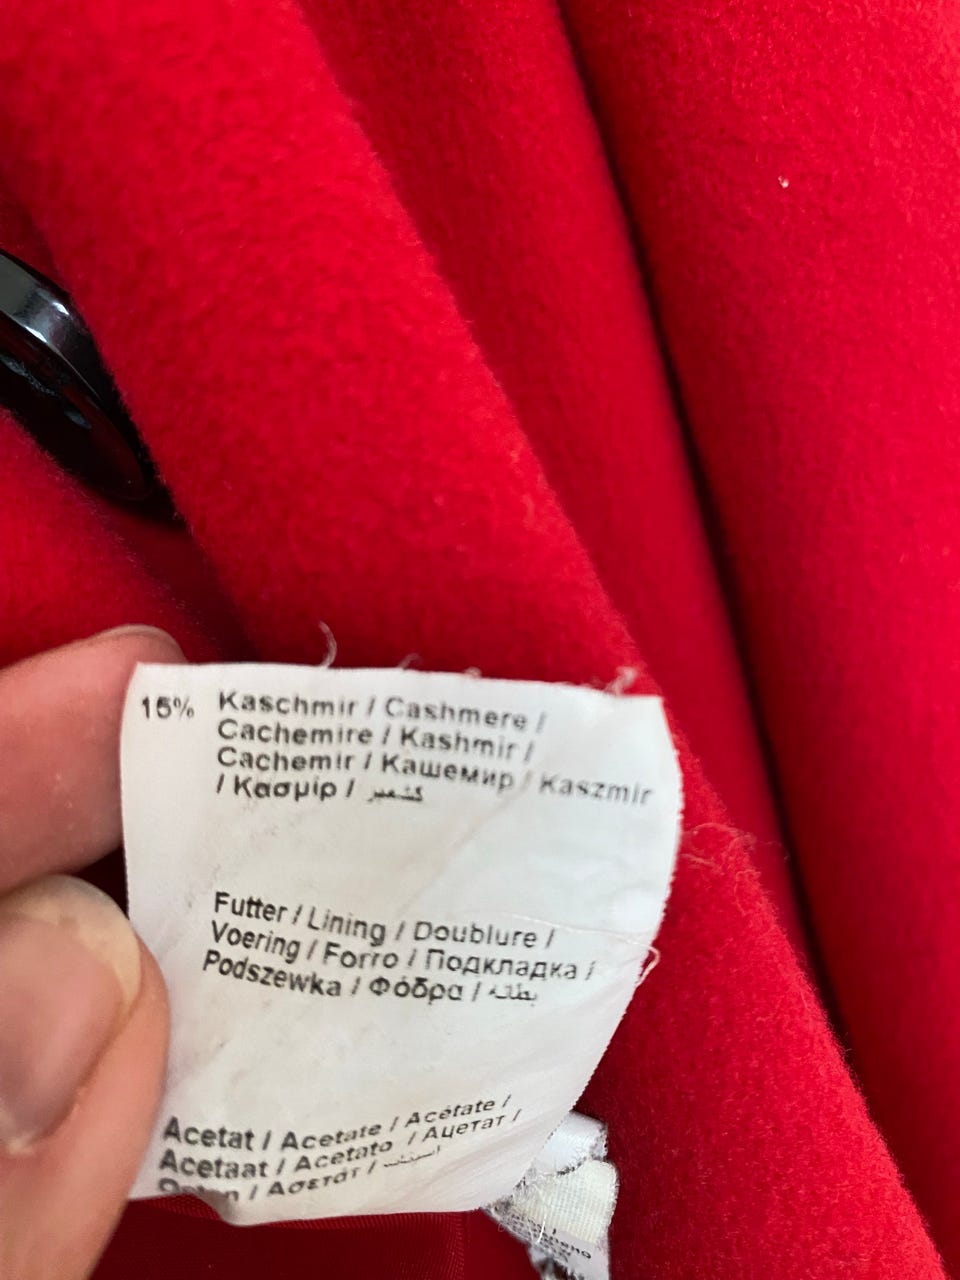 15% Kaschmir / Cashmere /
Cachemire / Kashmir /
Cachemir / Кашемир / Kaszmir
/ Κασμίρ / كشمير
Futter / Lining / Doublure /
Voering / Forro / Подкладка /
Podszewka / Φόδρα / بطانه
Acetat / Acetate / Acétate /
Acetaat / Acetato / Ацетат /
/ Ασετάτ /